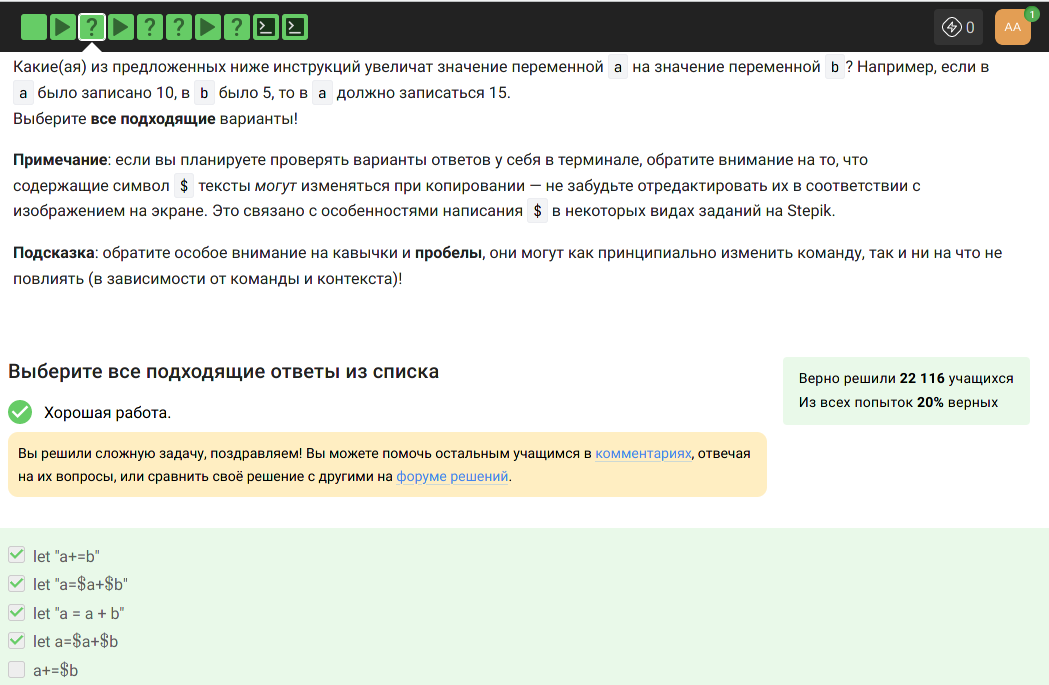 ? ? ? ?
0
AA
1
Какие(ая) из предложенных ниже инструкций увеличат значение переменной a на значение переменной b? Например, если в
a было записано 10, в b было 5, то в a должно записаться 15.
Выберите все подходящие варианты!
Примечание: если вы планируете проверять варианты ответов у себя в терминале, обратите внимание на то, что
содержащие символ $ тексты могут изменяться при копировании — не забудьте отредактировать их в соответствии с
изображением на экране. Это связано с особенностями написания $ в некоторых видах заданий на Stepik.
Подсказка: обратите особое внимание на кавычки и пробелы, они могут как принципиально изменить команду, так и ни на что не
повлиять (в зависимости от команды и контекста)!
Выберите все подходящие ответы из списка
Верно решили 22 116 учащихся
Из всех попыток 20% верных
Хорошая работа.
Вы решили сложную задачу, поздравляем! Вы можете помочь остальным учащимся в комментариях, отвечая
на их вопросы, или сравнить своё решение с другими на форуме решений.
let "a+=b"
let "a=$a+$b"
let "a = a + b"
let a=$a+$b
a+=$b